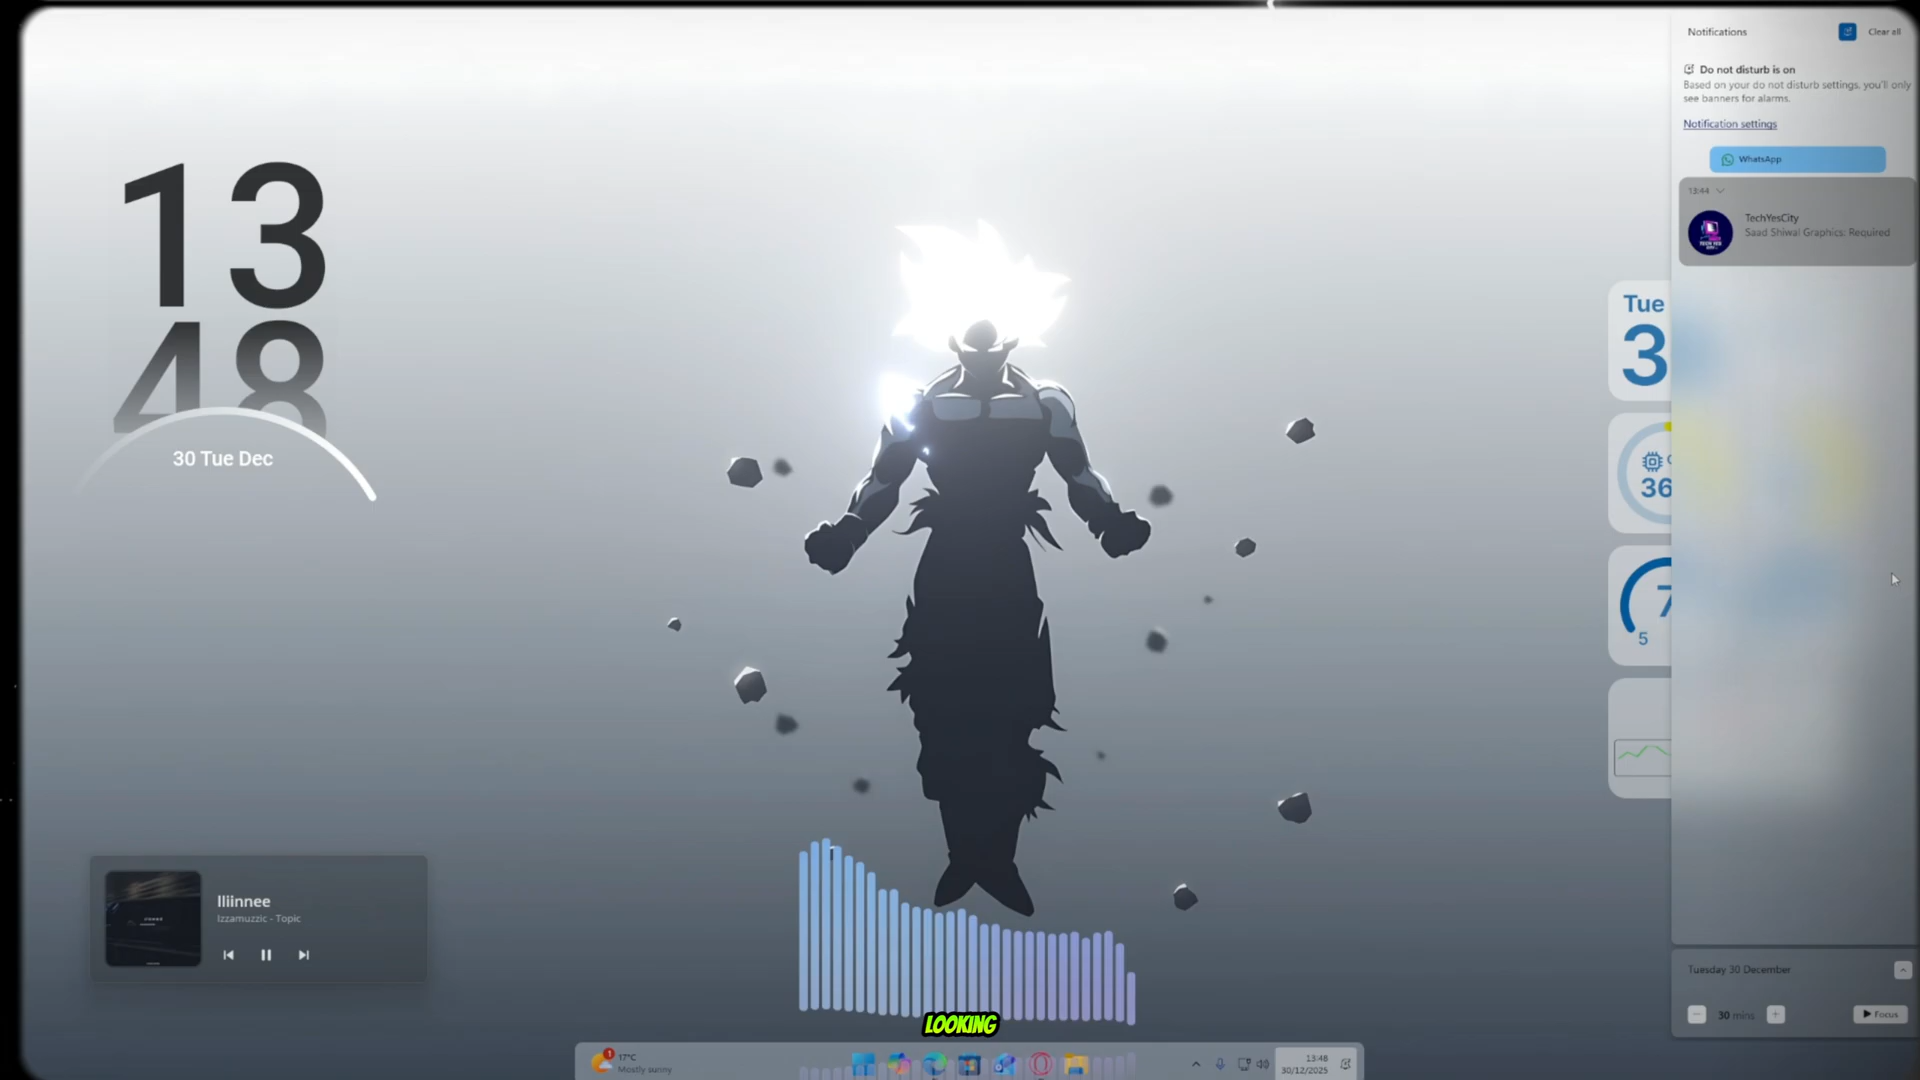 13
48
30 Tue Dec
lliinnee
Izzamuzzic - Topic
LOOKING
1
17°C
Mostly sunny
13:48
30/12/2025
Tue
3
36
7
5
Notifications
Clear all
Do not disturb is on
Based on your do not disturb settings, you'll only
see banners for alarms.
Notification settings
WhatsApp
13:44
TechYesCity
Saad Shiwal Graphics: Required
Tuesday 30 December
30 mins
Focus